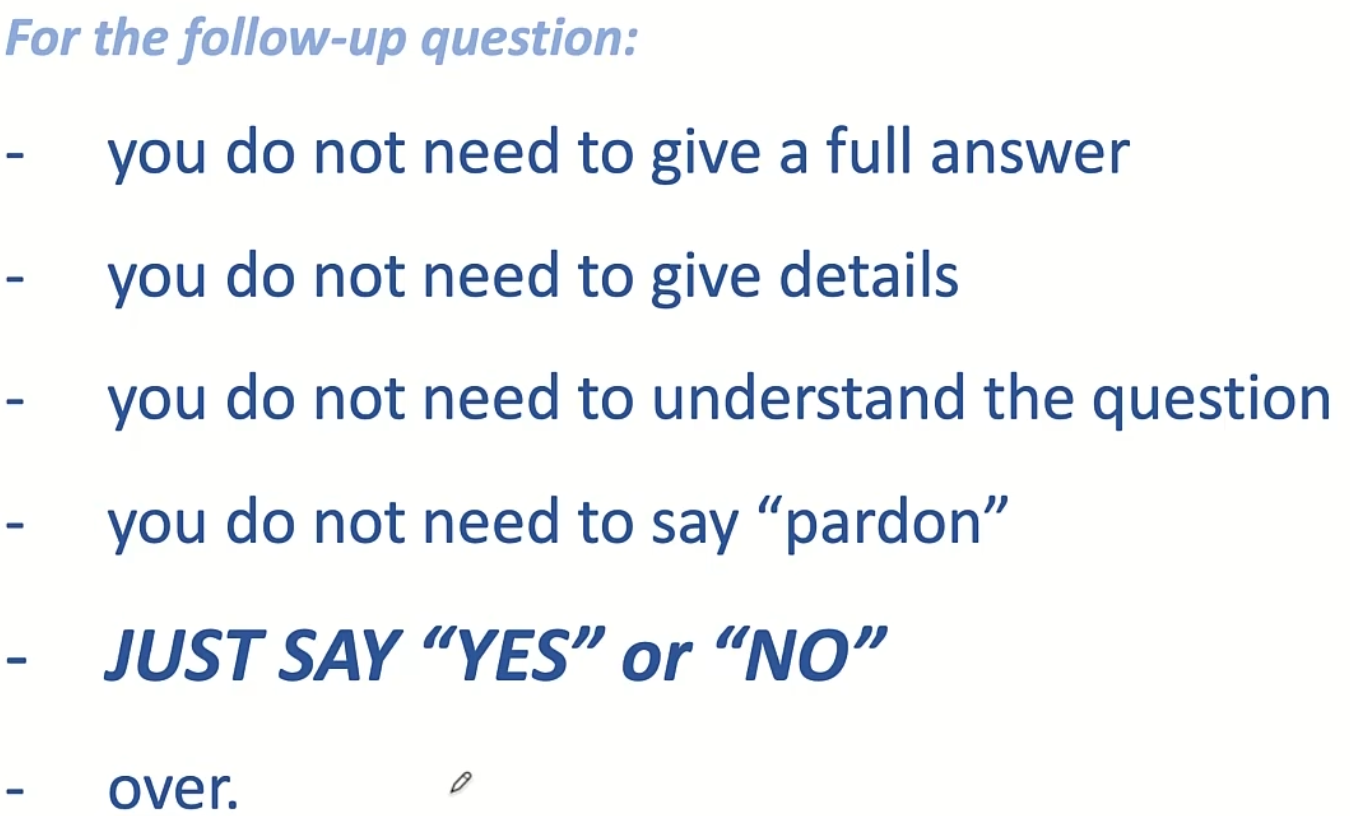 For the follow-up question:
- you do not need to give a full answer
- you do not need to give details
- you do not need to understand the question
- you do not need to say “pardon”
- JUST SAY “YES” or “NO”
- over.